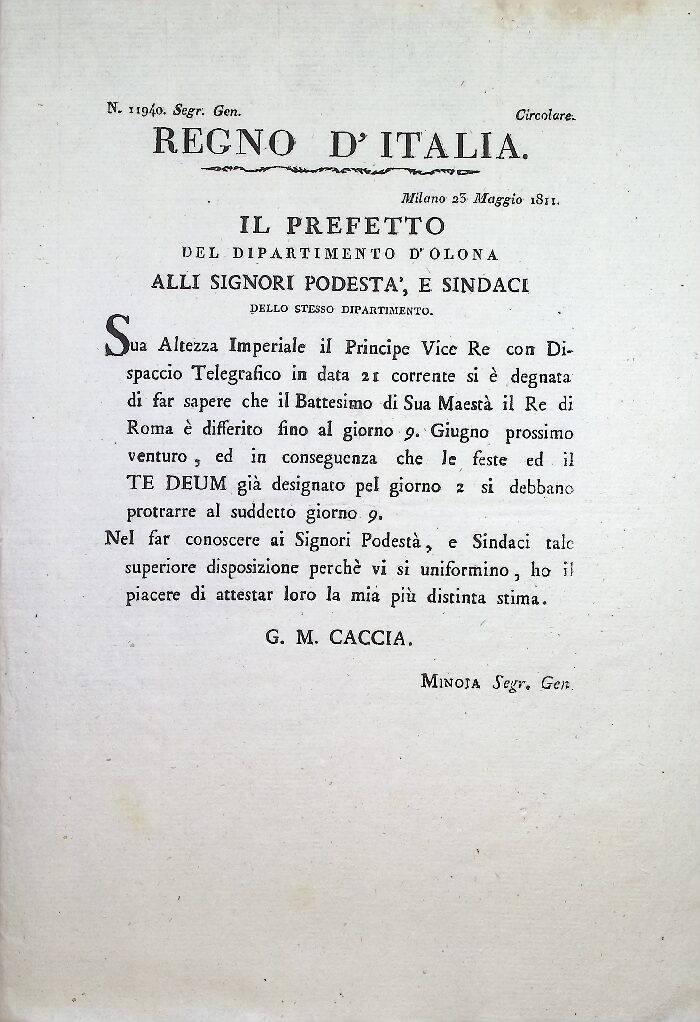 N. 11940. Segr. Gen.
Circolare.
REGNO D' ITALIA.
Milano 23 Maggio 1811.
IL PREFETTO
DEL DIPARTIMENTO D'OLONA
ALLI SIGNORI PODESTA', E SINDACI
DELLO STESSO DIPARTIMENTO.
Sua Altezza Imperiale il Principe Vice Re con Di-
spaccio Telegrafico in data 21 corrente si è degnata
di far sapere che il Battesimo di Sua Maestà il Re di
Roma è differito fino al giorno 9. Giugno prossimo
venturo, ed in conseguenza che le feste ed il
TE DEUM già designato pel giorno 2 si debbano
protrarre al suddetto giorno 9.
Nel far conoscere ai Signori Podestà, e Sindaci tale
superiore disposizione perchè vi si uniformino, ho il
piacere di attestar loro la mia più distinta stima.
G. M. CACCIA.
MINOJA Segr. Gen.